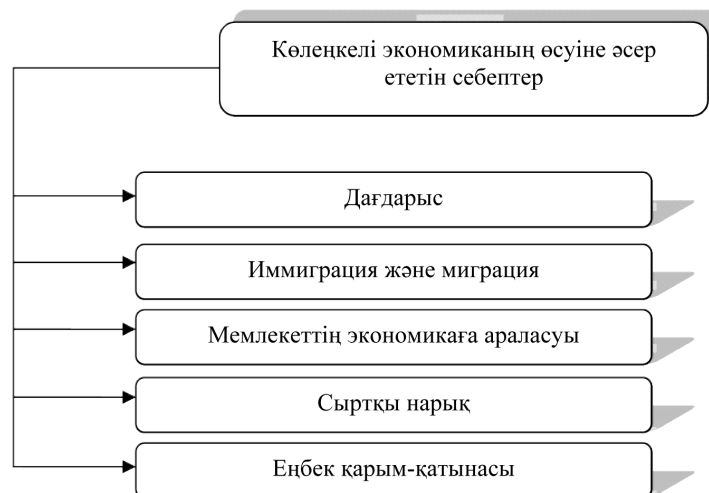 Көлеңкелі экономиканың өсуіне әсер
ететін себептер
Дағдарыс
Иммиграция және миграция
Мемлекеттің экономикаға араласуы
Сыртқы нарық
Еңбек қарым-қатынасы